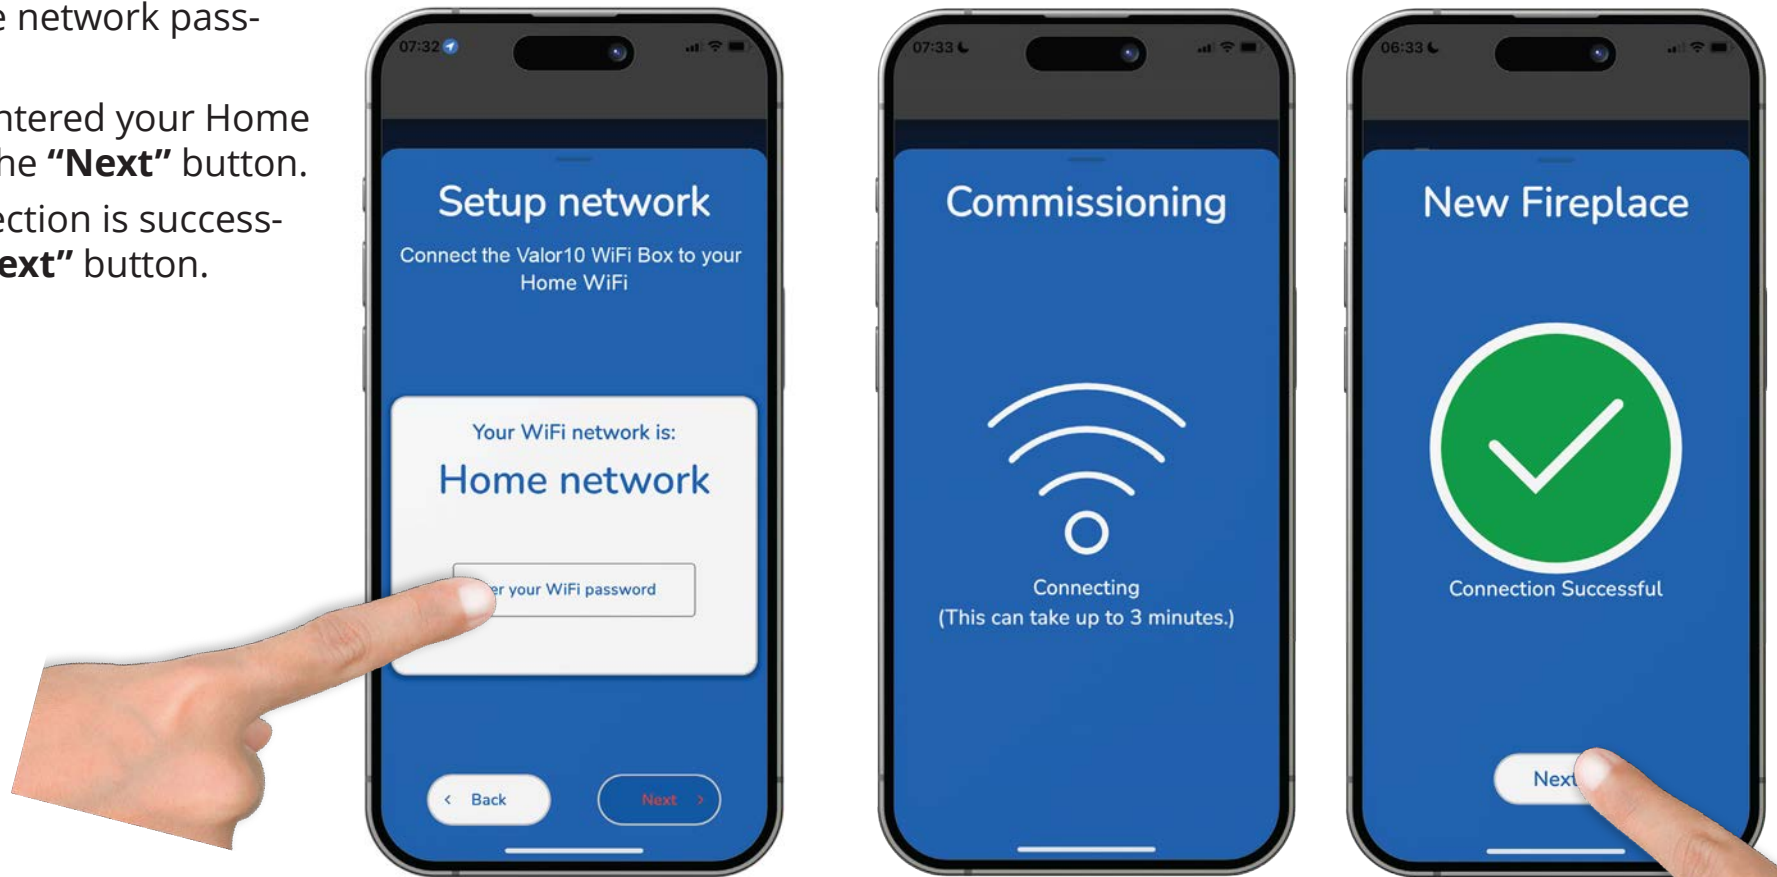 e network pass-
ntered your Home
he “Next” button.
ection is success-
ext” button.
07:32
Setup network
Connect the Valor10 WiFi Box to your
Home WiFi
Your WiFi network is:
Home network
er your WiFi password
Back
Next
07:33
Commissioning
Connecting
(This can take up to 3 minutes.)
06:33
New Fireplace
Connection Successful
Next